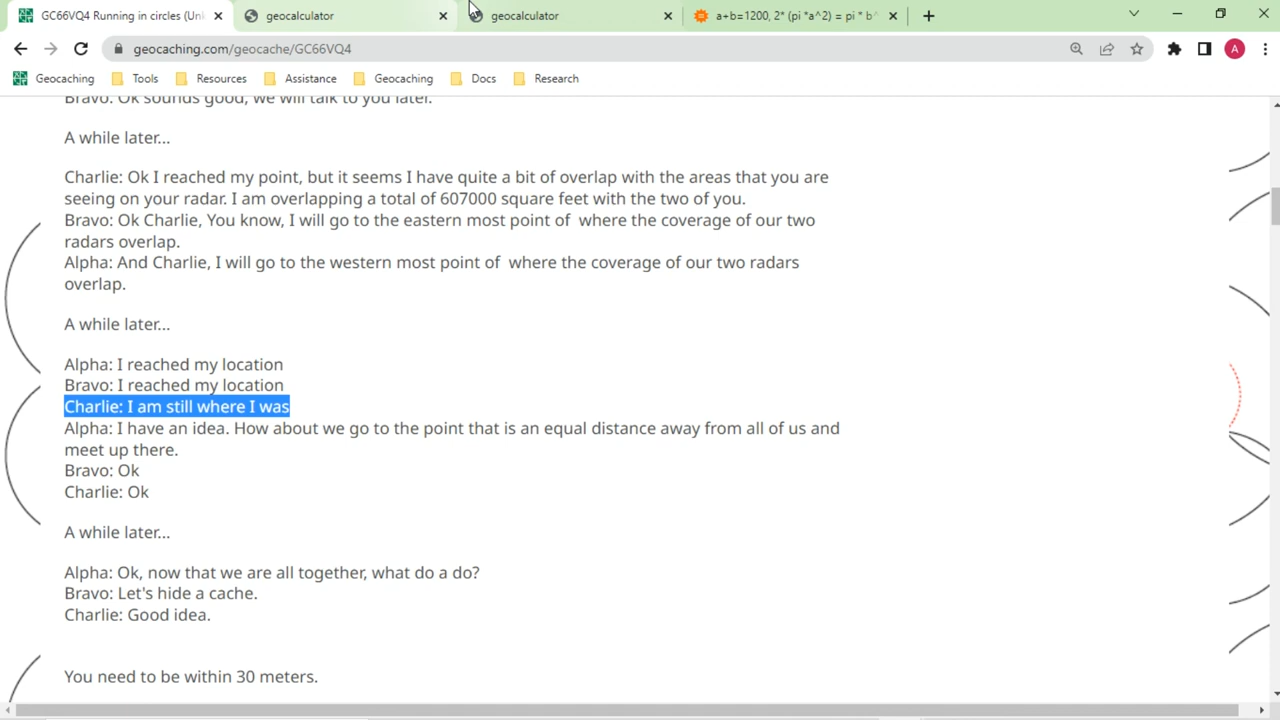 GC66VQ4 Running in circles (Unk
geocalculator
geocalculator
a+b=1200, 2* (pi *a^2) = pi * b^
geocaching.com/geocache/GC66VQ4
A
Geocaching
Tools
Resources
Assistance
Geocaching
Docs
Research
Bravo: Ok sounds good, we will talk to you later.
A while later...
Charlie: Ok I reached my point, but it seems I have quite a bit of overlap with the areas that you are
seeing on your radar. I am overlapping a total of 607000 square feet with the two of you.
Bravo: Ok Charlie, You know, I will go to the eastern most point of where the coverage of our two
radars overlap.
Alpha: And Charlie, I will go to the western most point of where the coverage of our two radars
overlap.
A while later...
Alpha: I reached my location
Bravo: I reached my location
Charlie: I am still where I was
Alpha: I have an idea. How about we go to the point that is an equal distance away from all of us and
meet up there.
Bravo: Ok
Charlie: Ok
A while later...
Alpha: Ok, now that we are all together, what do a do?
Bravo: Let's hide a cache.
Charlie: Good idea.
You need to be within 30 meters.